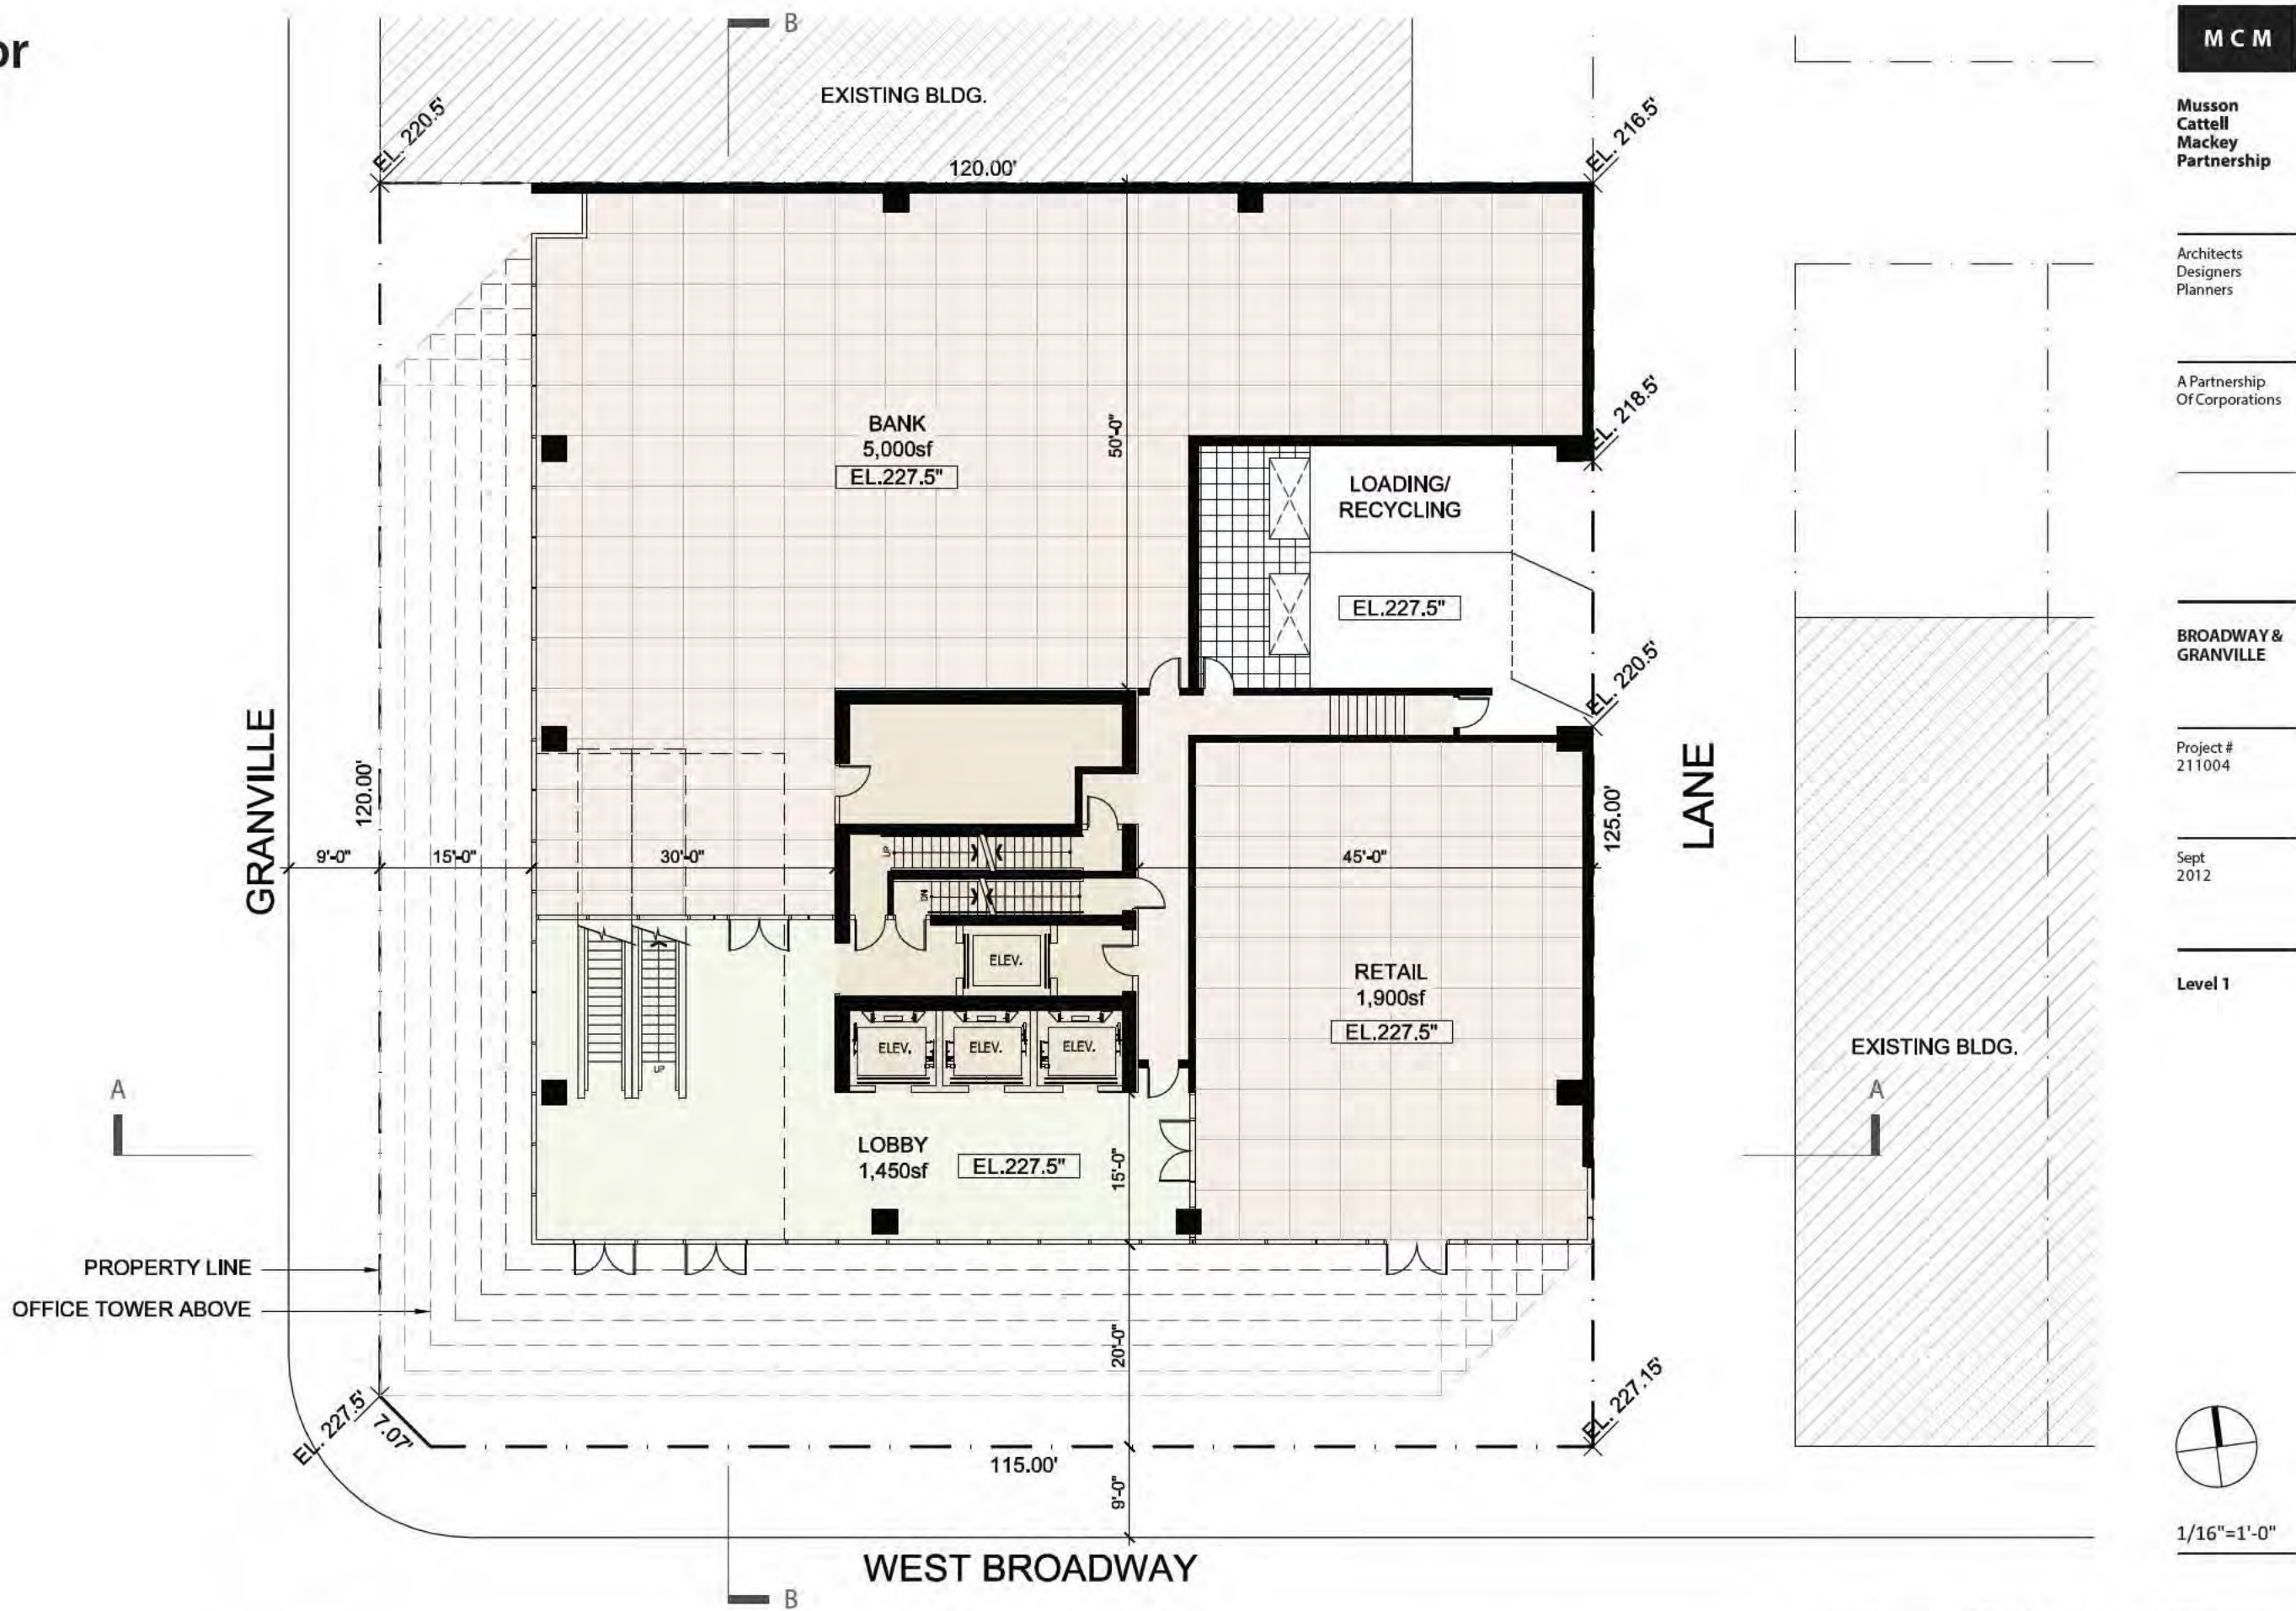 or
B
EXISTING BLDG.
EL. 220.5'
EL. 216.5'
120.00'
BANK
5,000sf
EL.227.5"
50'-0"
EL. 218.5'
LOADING/
RECYCLING
EL.227.5"
EL. 220.5'
GRANVILLE
120.00'
LANE
125.00'
9'-0"
15'-0"
30'-0"
45'-0"
UP
DN
ELEV.
RETAIL
1,900sf
EL.227.5"
ELEV.
ELEV.
ELEV.
UP
EXISTING BLDG.
A
A
LOBBY
1,450sf
EL.227.5"
15'-0"
PROPERTY LINE
OFFICE TOWER ABOVE
20'-0"
EL. 227.5'
7.07'
EL. 227.15'
115.00'
9'-0"
WEST BROADWAY
B
MCM
Musson
Cattell
Mackey
Partnership
Architects
Designers
Planners
A Partnership
Of Corporations
BROADWAY &
GRANVILLE
Project #
211004
Sept
2012
Level 1
1/16"=1'-0"